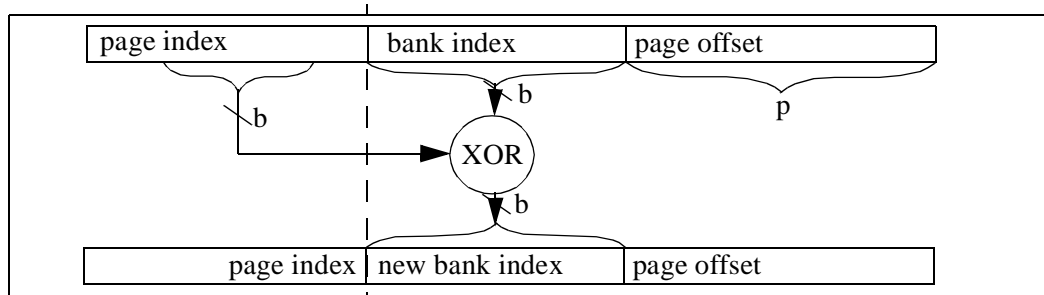 page index bank index page offset
b b p
XOR
b
page index new bank index page offset